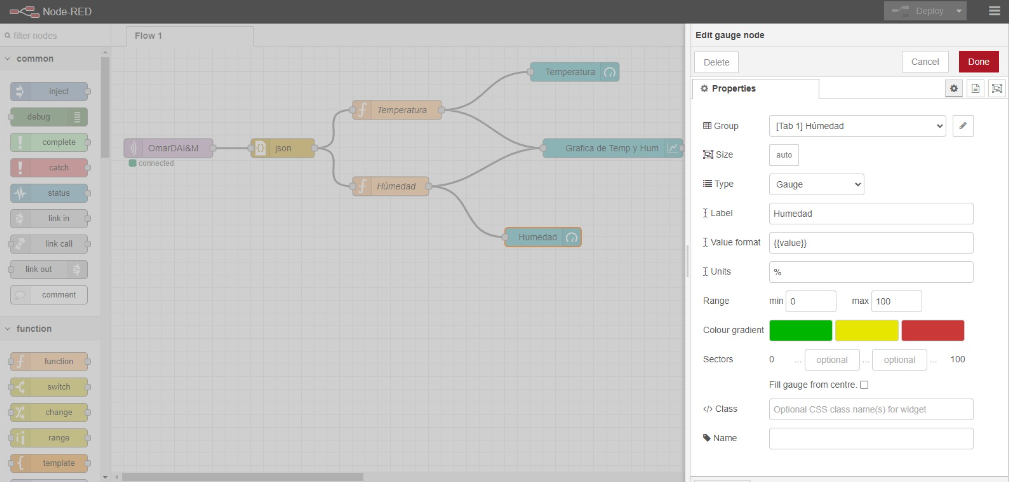 Node-RED
Deploy
filter nodes
Flow 1
Edit gauge node
Delete
Cancel
Done
Properties
common
inject
debug
complete
catch
status
link in
link call
link out
comment
function
function
switch
change
range
template
OmarDAI&M
connected
json
Temperatura
Húmedad
Temperatura
Grafica de Temp y Hum
Humedad
Group [Tab 1] Húmedad
Size auto
Type Gauge
Label Humedad
Value format {{value}}
Units %
Range min 0 max 100
Colour gradient
Sectors 0 ... optional ... optional ... 100
Fill gauge from centre.
</> Class Optional CSS class name(s) for widget
Name